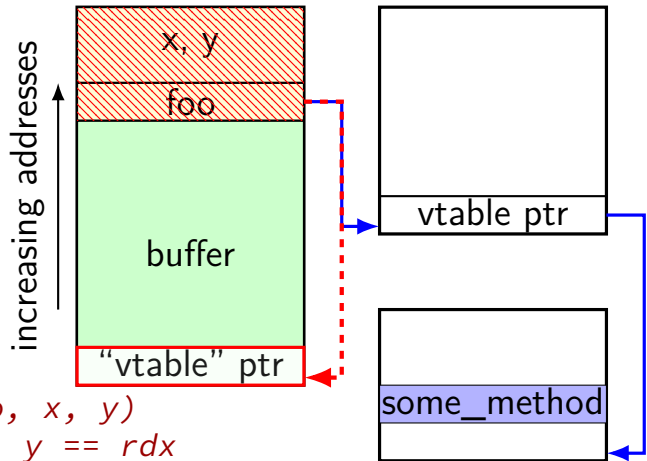 x, y
foo
buffer
“vtable” ptr
increasing addresses
vtable ptr
some_method
, x, y)
y == rdx